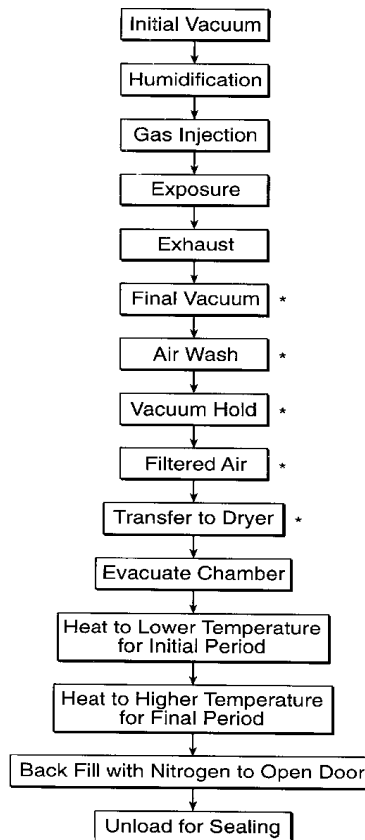 Initial Vacuum
Humidification
Gas Injection
Exposure
Exhaust
Final Vacuum *
Air Wash *
Vacuum Hold *
Filtered Air *
Transfer to Dryer *
Evacuate Chamber
Heat to Lower Temperature
for Initial Period
Heat to Higher Temperature
for Final Period
Back Fill with Nitrogen to Open Door
Unload for Sealing